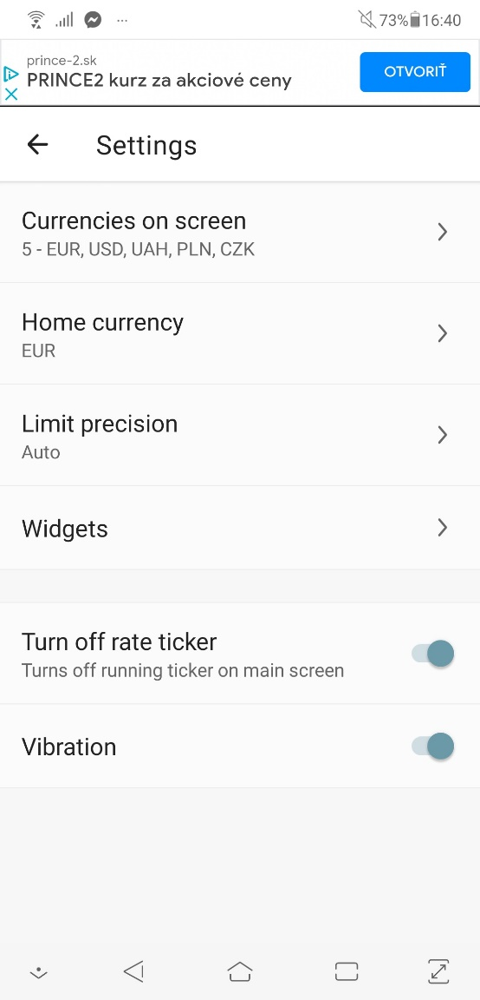 73% 16:40
prince-2.sk
PRINCE2 kurz za akciové ceny
OTVORIŤ
Settings
Currencies on screen
5 - EUR, USD, UAH, PLN, CZK
Home currency
EUR
Limit precision
Auto
Widgets
Turn off rate ticker
Turns off running ticker on main screen
Vibration